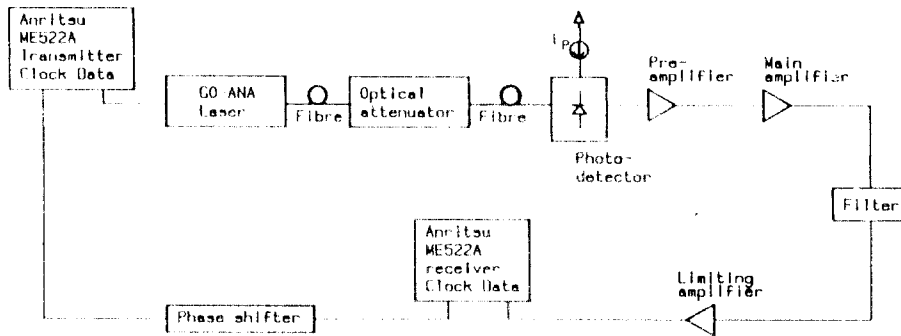 Anritsu
ME522A
Transmitter
Clock Data
GO-ANA
Laser
Fibre
Optical
attenuator
Fibre
iP
Photo-
detector
Pre-
amplifier
Main
amplifier
Filter
Limiting
amplifier
Anritsu
ME522A
receiver
Clock Data
Phase shifter